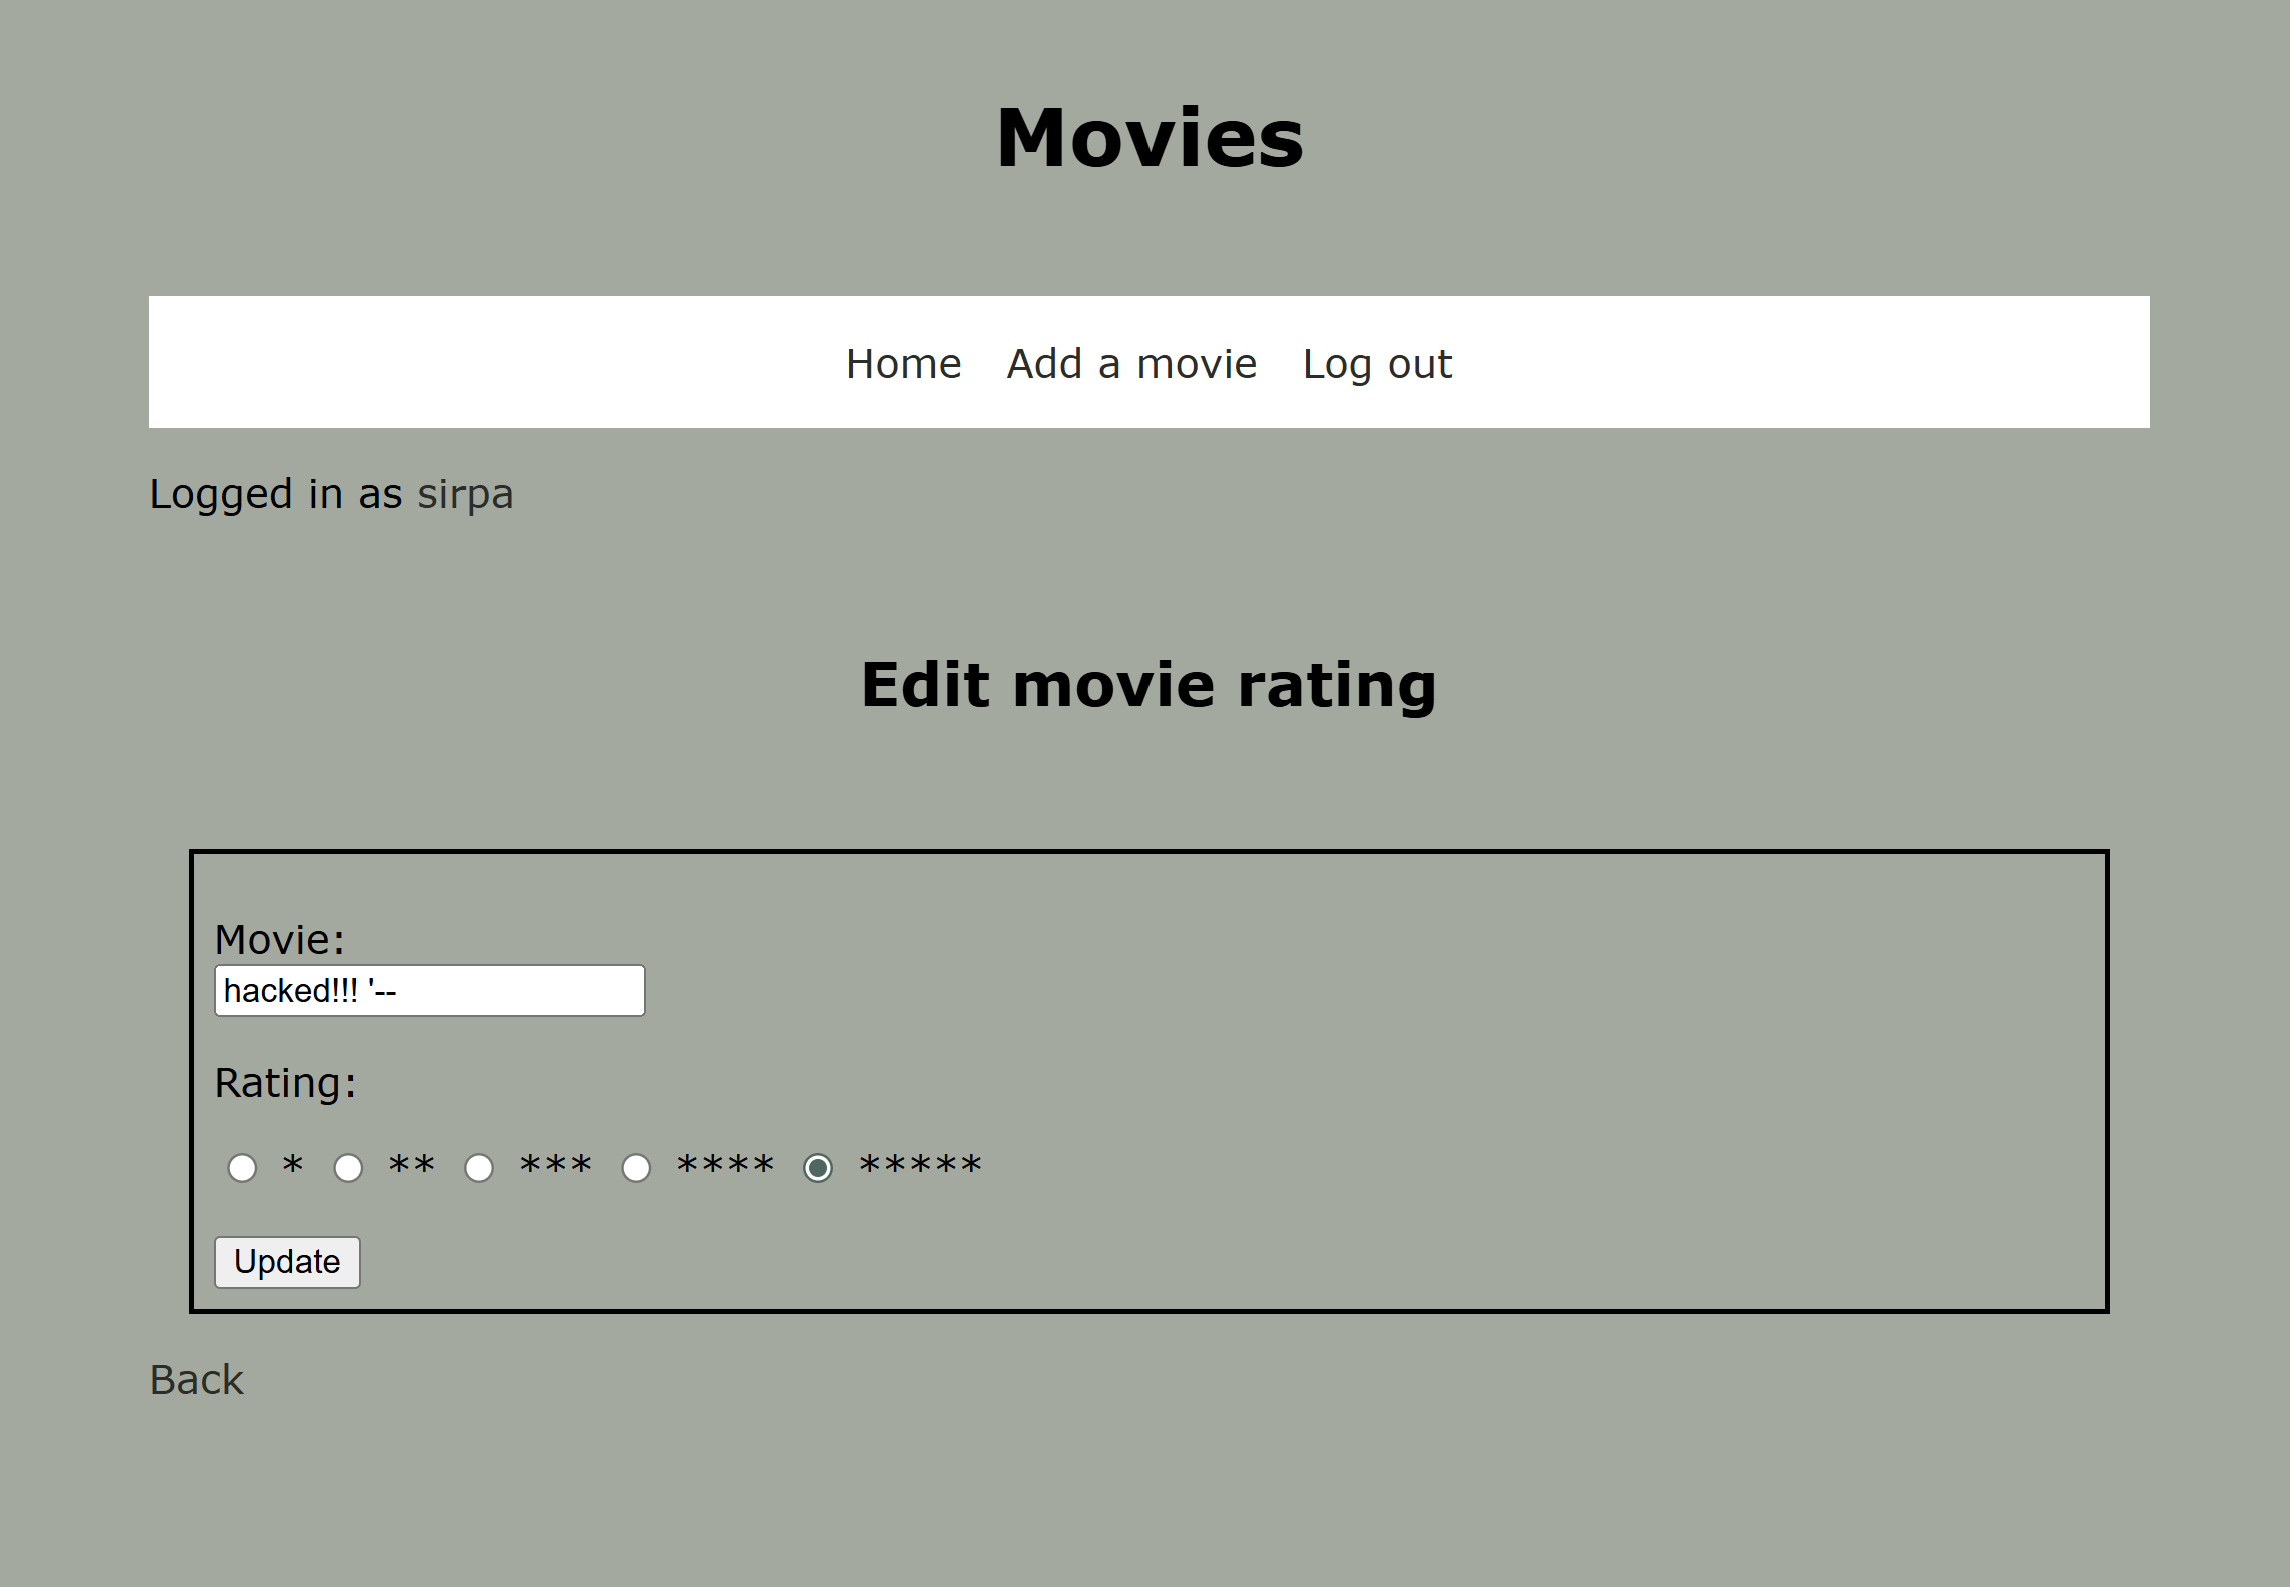 Movies
Home Add a movie Log out
Logged in as sirpa
Edit movie rating
Movie:
hacked!!! '--
Rating:
* ** *** **** *****
Update
Back